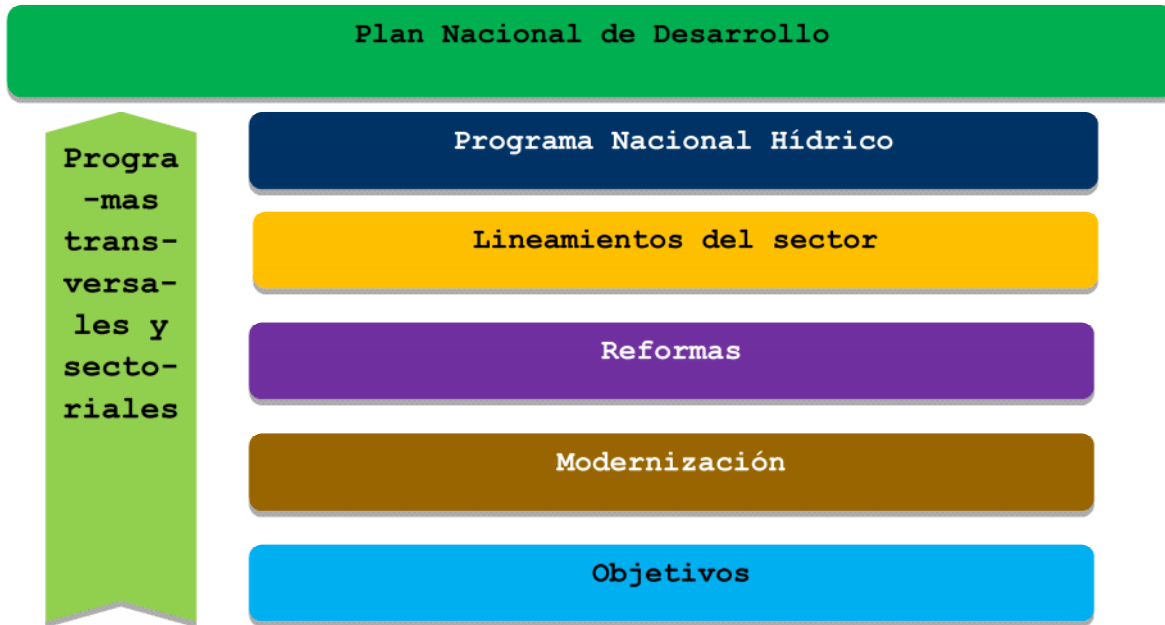 Plan Nacional de Desarrollo
Progra
-mas
trans-
versa-
les y
secto-
riales
Programa Nacional Hídrico
Lineamientos del sector
Reformas
Modernización
Objetivos